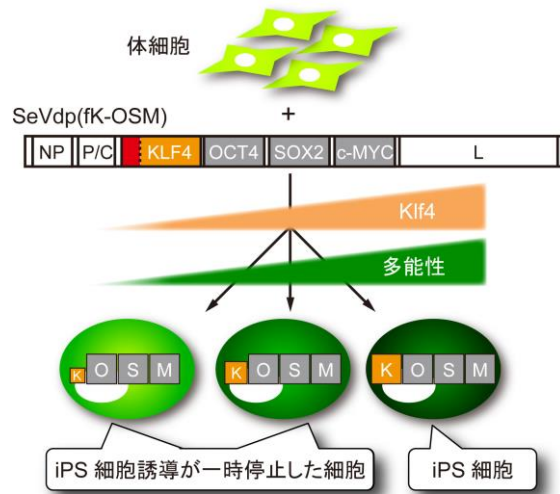 体細胞
SeVdp(fK-OSM)
+
NP P/C KLF4 OCT4 SOX2 c-MYC L
Klf4
多能性
K O S M
K O S M
K O S M
iPS 細胞誘導が一時停止した細胞
iPS 細胞